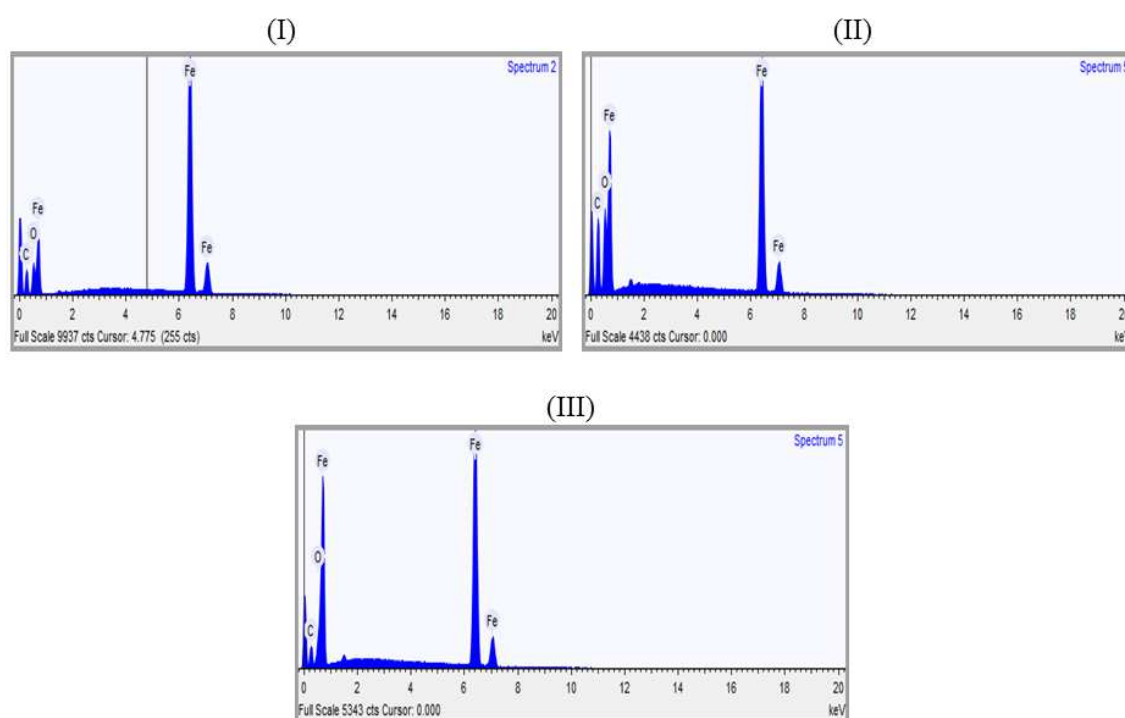 (I)
Spectrum 2
Fe
Fe
O
C
Fe
0 2 4 6 8 10 12 14 16 18 20
Full Scale 9937 cts Cursor: 4.775 (255 cts)
keV
(II)
Spectrum 5
Fe
Fe
O
C
Fe
0 2 4 6 8 10 12 14 16 18
Full Scale 4438 cts Cursor: 0.000
(III)
Spectrum 5
Fe
Fe
O
C
Fe
0 2 4 6 8 10 12 14 16 18 20
Full Scale 5343 cts Cursor: 0.000
keV